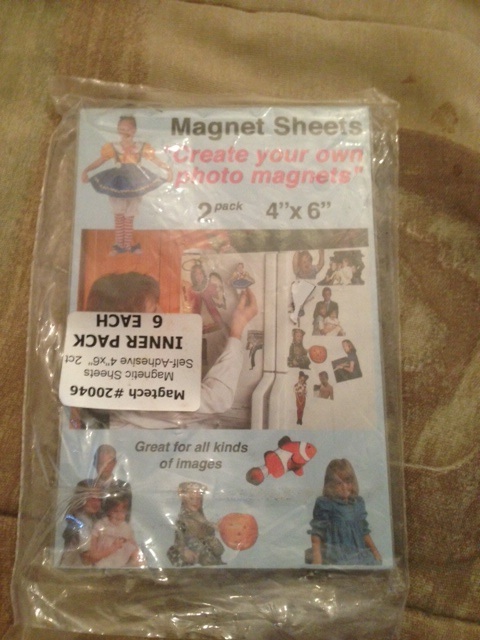 Magnet Sheets
"Create your own
photo magnets"
2 pack 4"x 6"
Magtech # 20046
Magnetic Sheets
Self-Adhesive 4"x6" 2ct
INNER PACK
6 EACH
Great for all kinds
of images